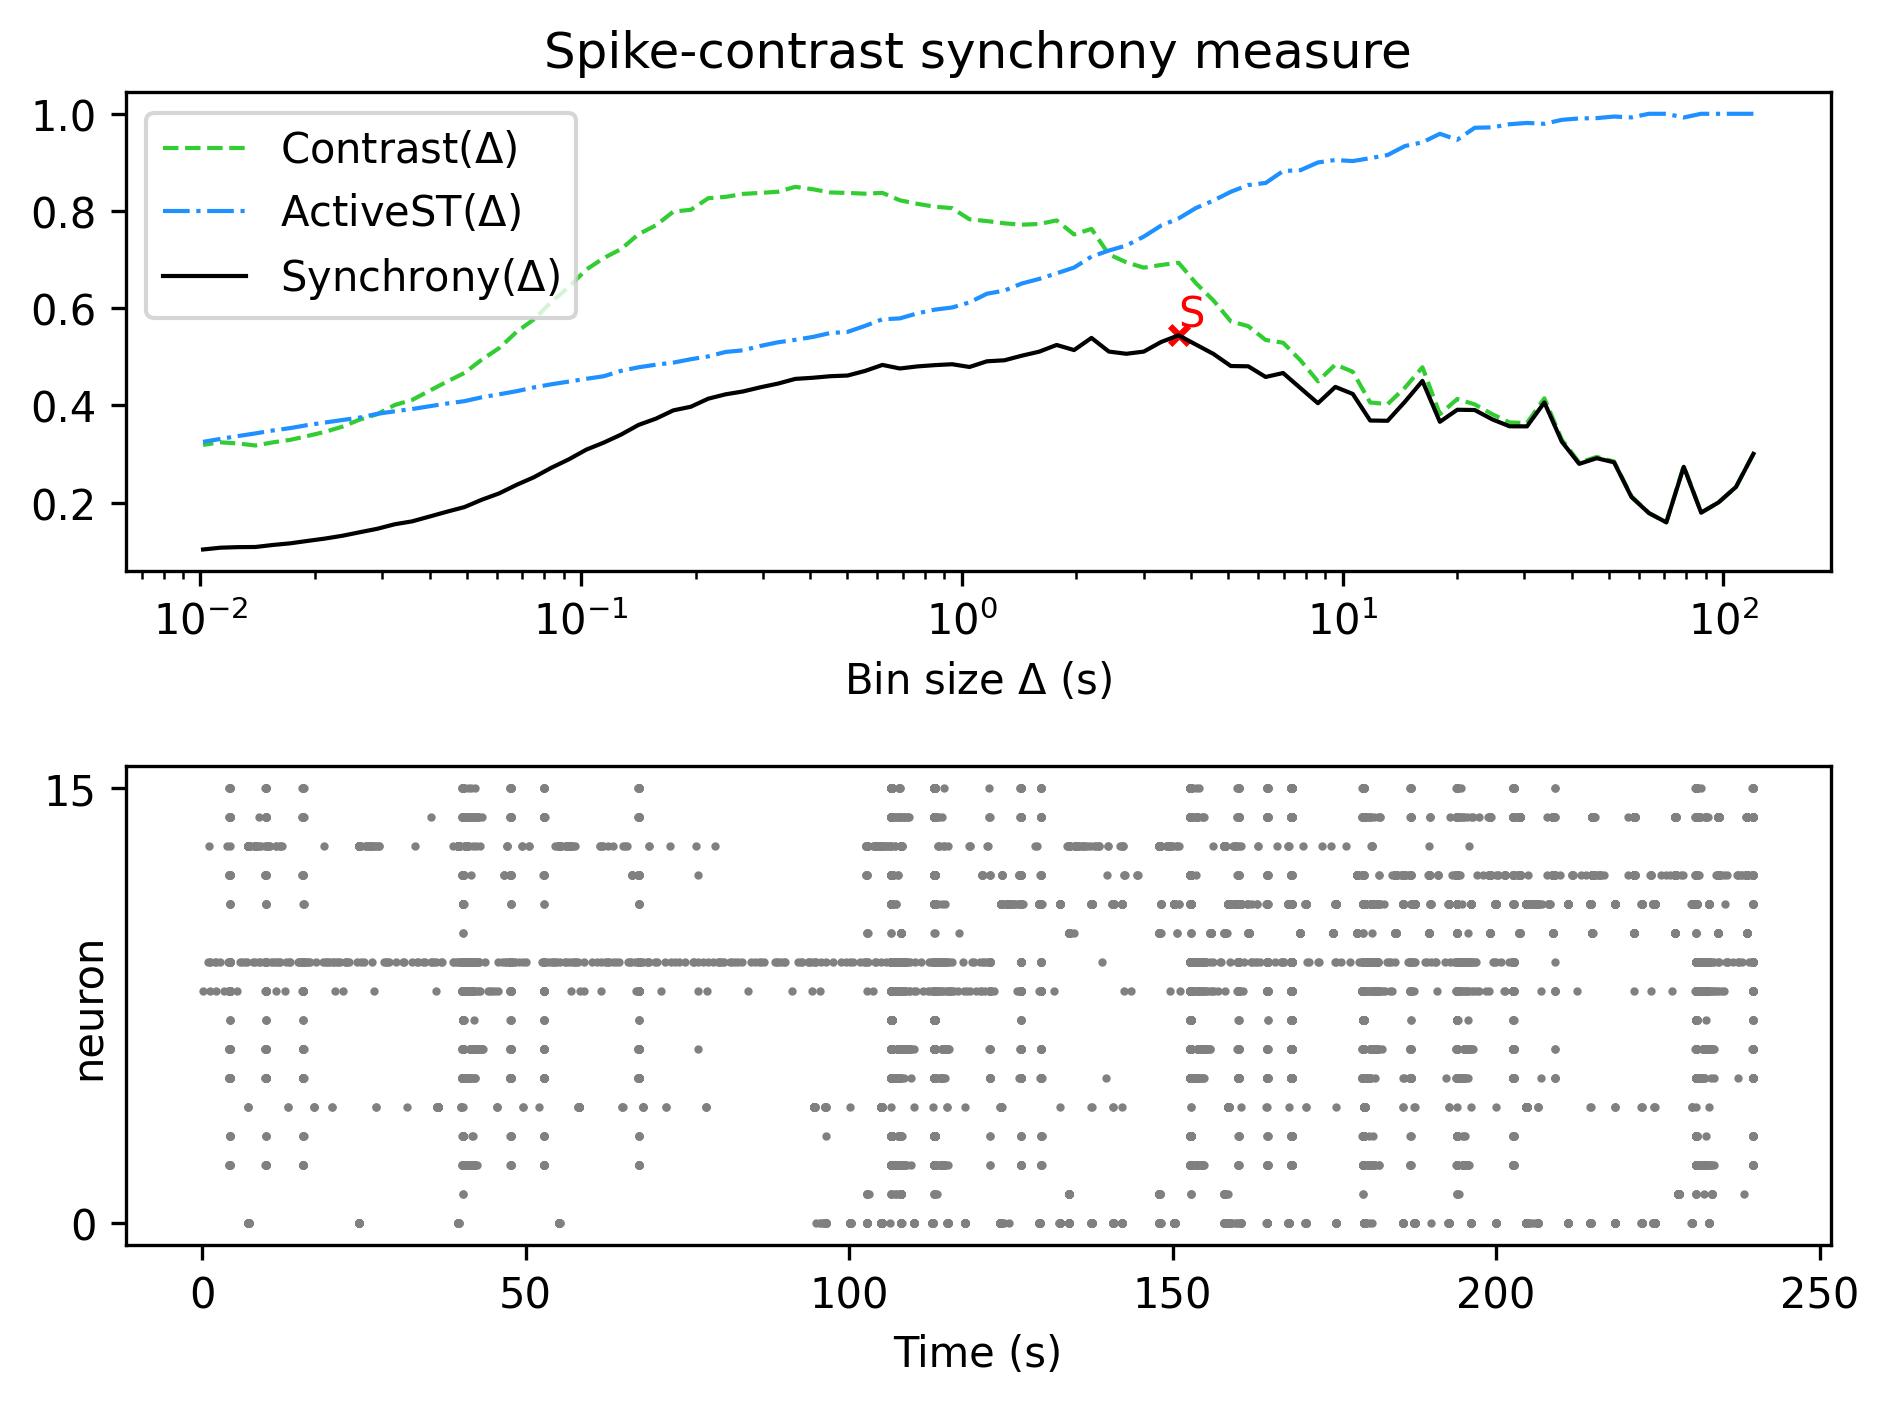 Spike-contrast synchrony measure
1.0
0.8
0.6
0.4
0.2
Contrast(Δ)
ActiveST(Δ)
Synchrony(Δ)
S
10⁻² 10⁻¹ 10⁰ 10¹ 10²
Bin size Δ (s)
15
0
neuron
0 50 100 150 200 250
Time (s)